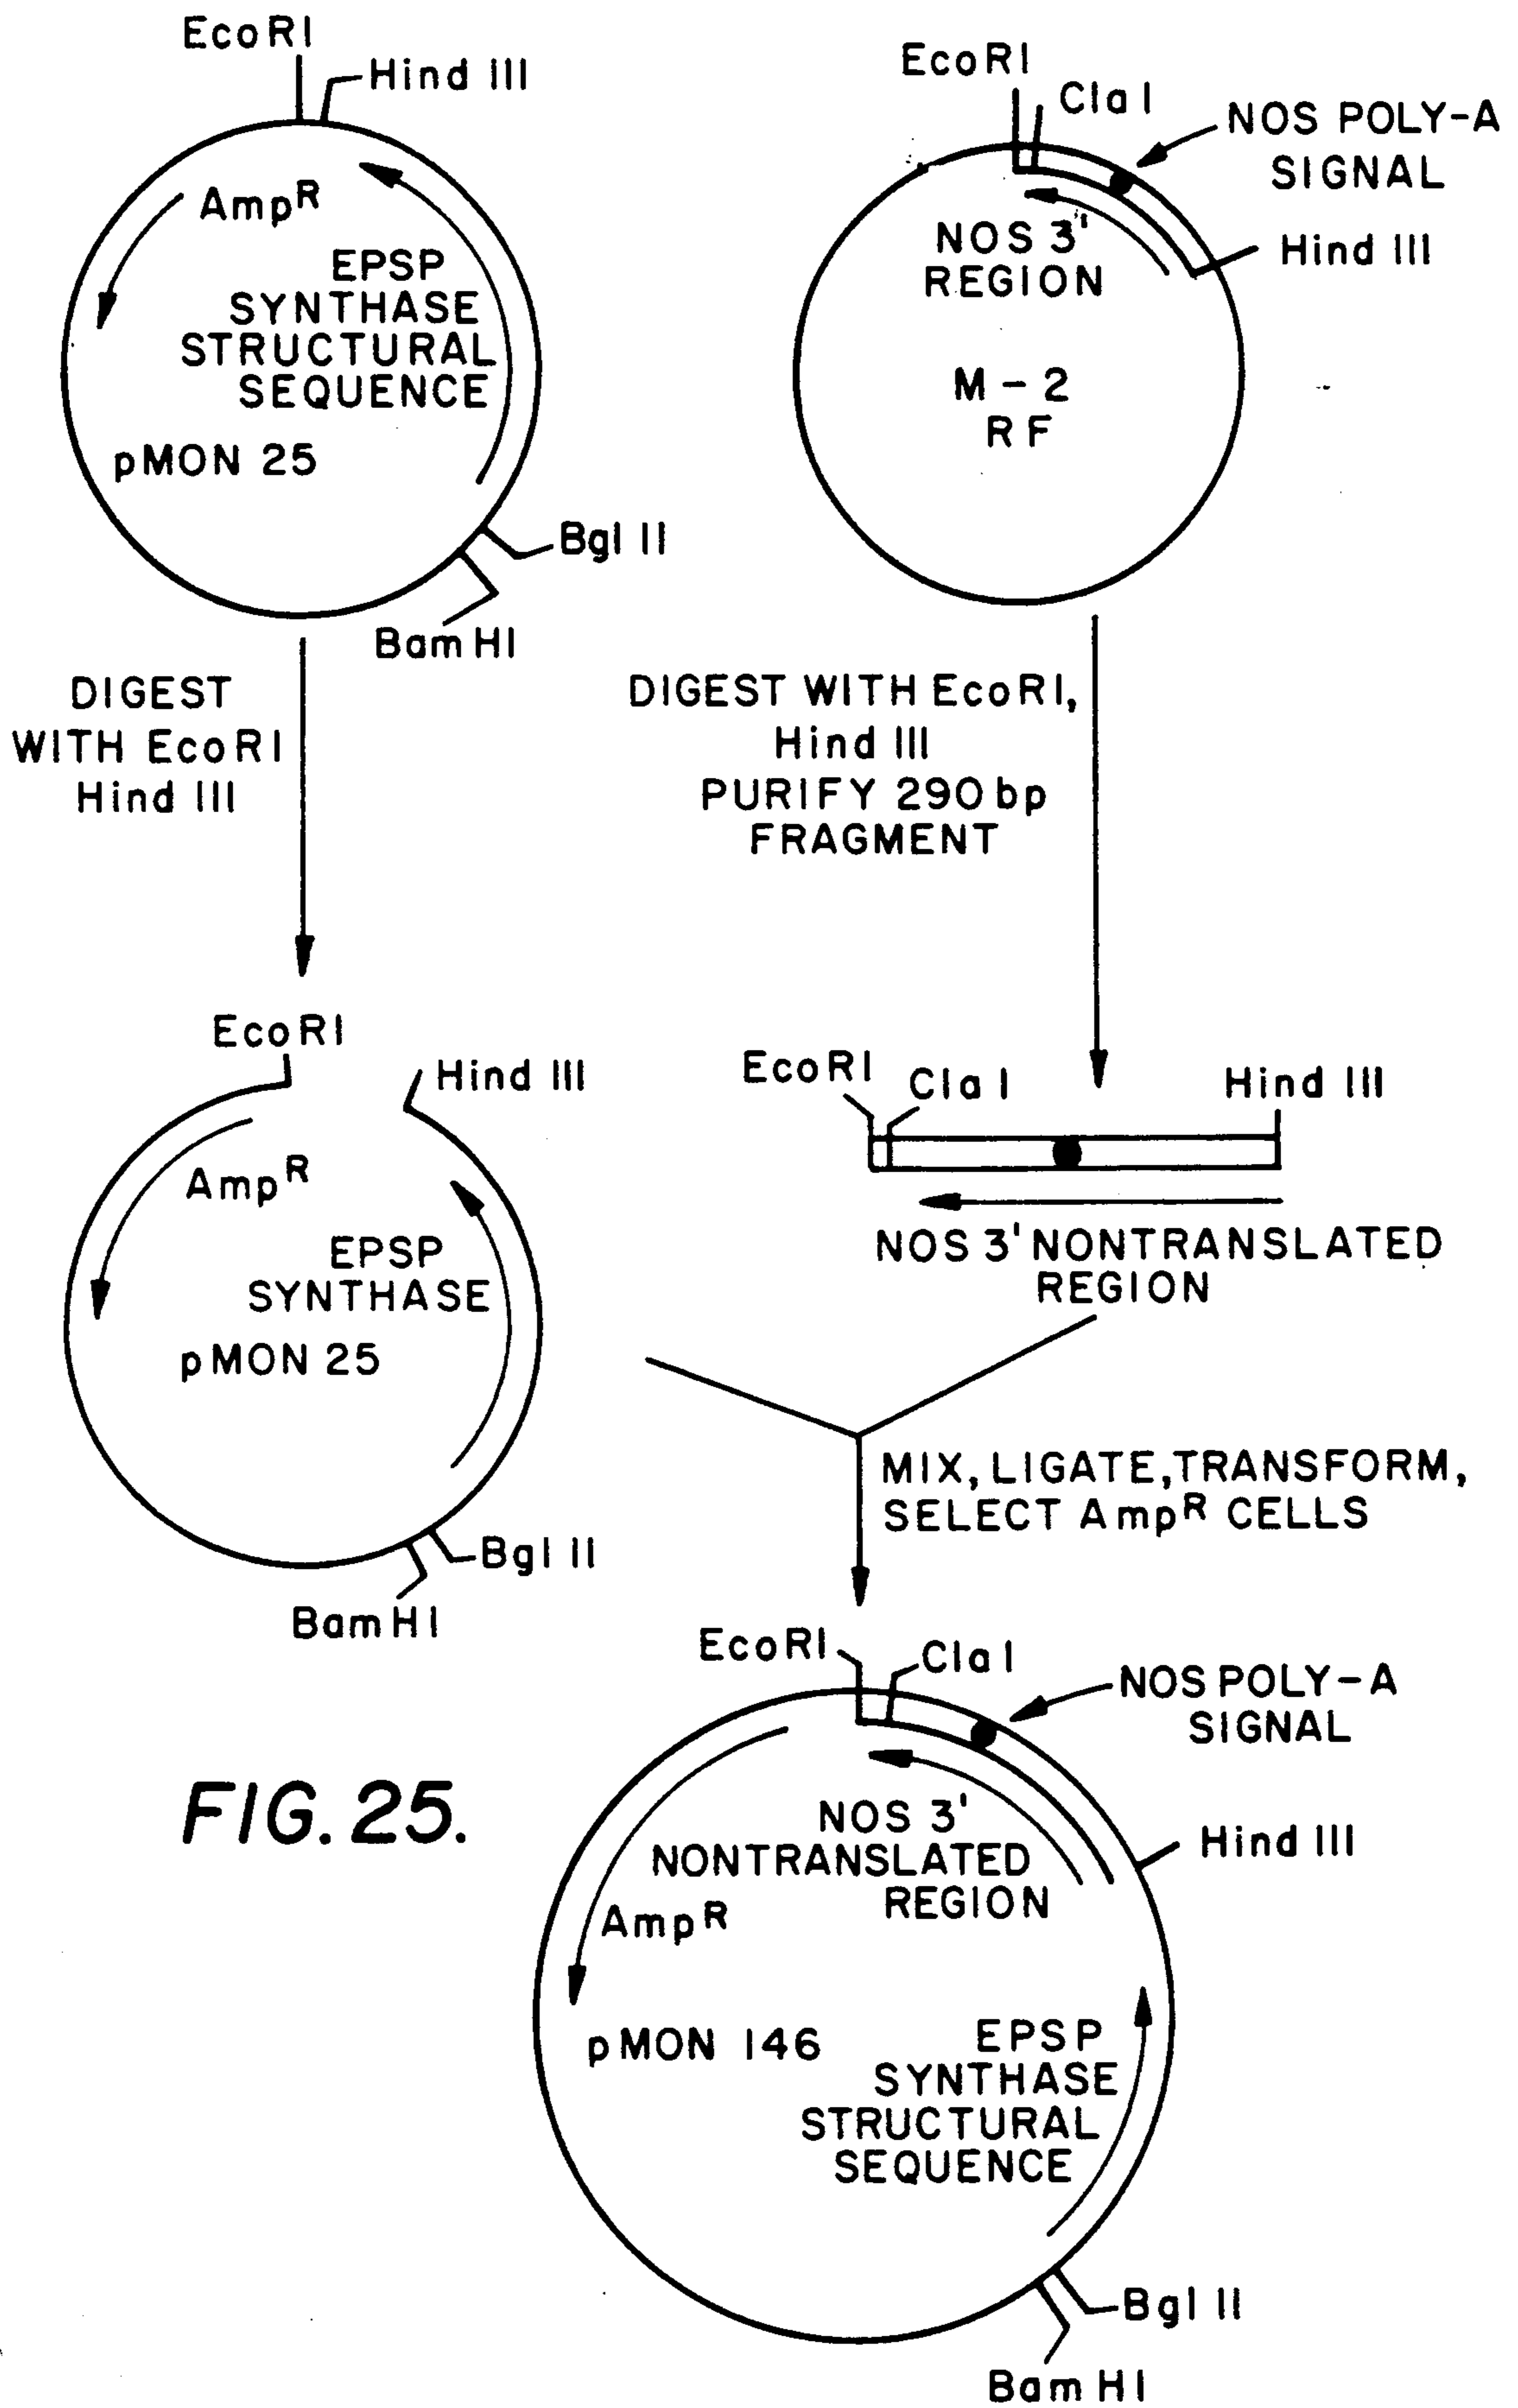 EcoRI
Hind III
AmpR
EPSP
SYNTHASE
STRUCTURAL
SEQUENCE
pMON 25
Bgl II
Bam HI
EcoRI
Cla I
NOS POLY-A
SIGNAL
NOS 3'
REGION
Hind III
M-2
RF
DIGEST
WITH EcoRI
Hind III
DIGEST WITH EcoRI,
Hind III
PURIFY 290 bp
FRAGMENT
EcoRI
Hind III
AmpR
EPSP
SYNTHASE
pMON 25
Bgl II
Bam HI
EcoRI
Cla I
Hind III
NOS 3' NONTRANSLATED
REGION
MIX, LIGATE, TRANSFORM,
SELECT AmpR CELLS
EcoRI
Cla I
NOS POLY-A
SIGNAL
NOS 3'
NONTRANSLATED
REGION
Hind III
AmpR
pMON 146
EPSP
SYNTHASE
STRUCTURAL
SEQUENCE
Bgl II
Bam HI
FIG. 25.